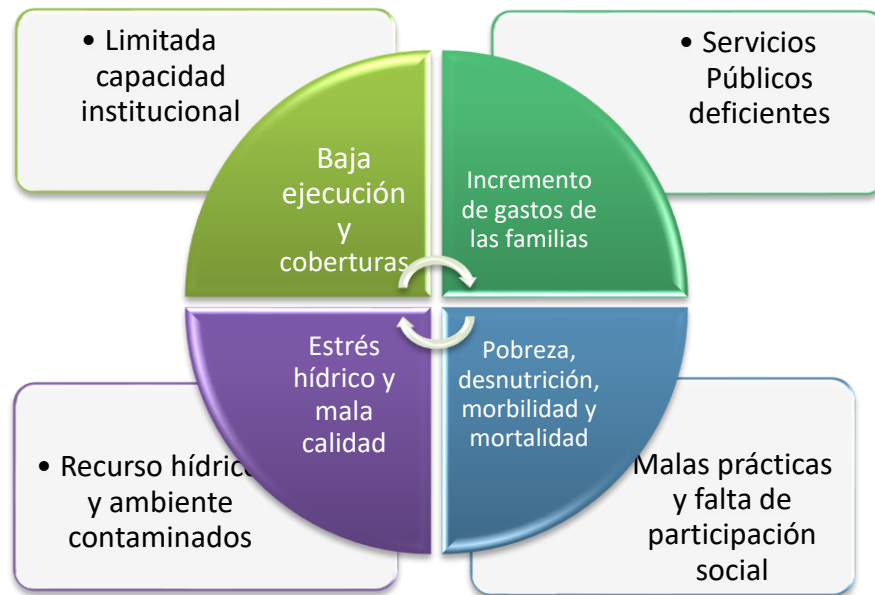 • Limitada
capacidad
institucional
• Servicios
Públicos
deficientes
Baja
ejecución
y
coberturas
Incremento
de gastos de
las familias
Estrés
hídrico y
mala
calidad
Pobreza,
desnutrición,
morbilidad y
mortalidad
• Recurso hídrico
y ambiente
contaminados
Malas prácticas
y falta de
participación
social